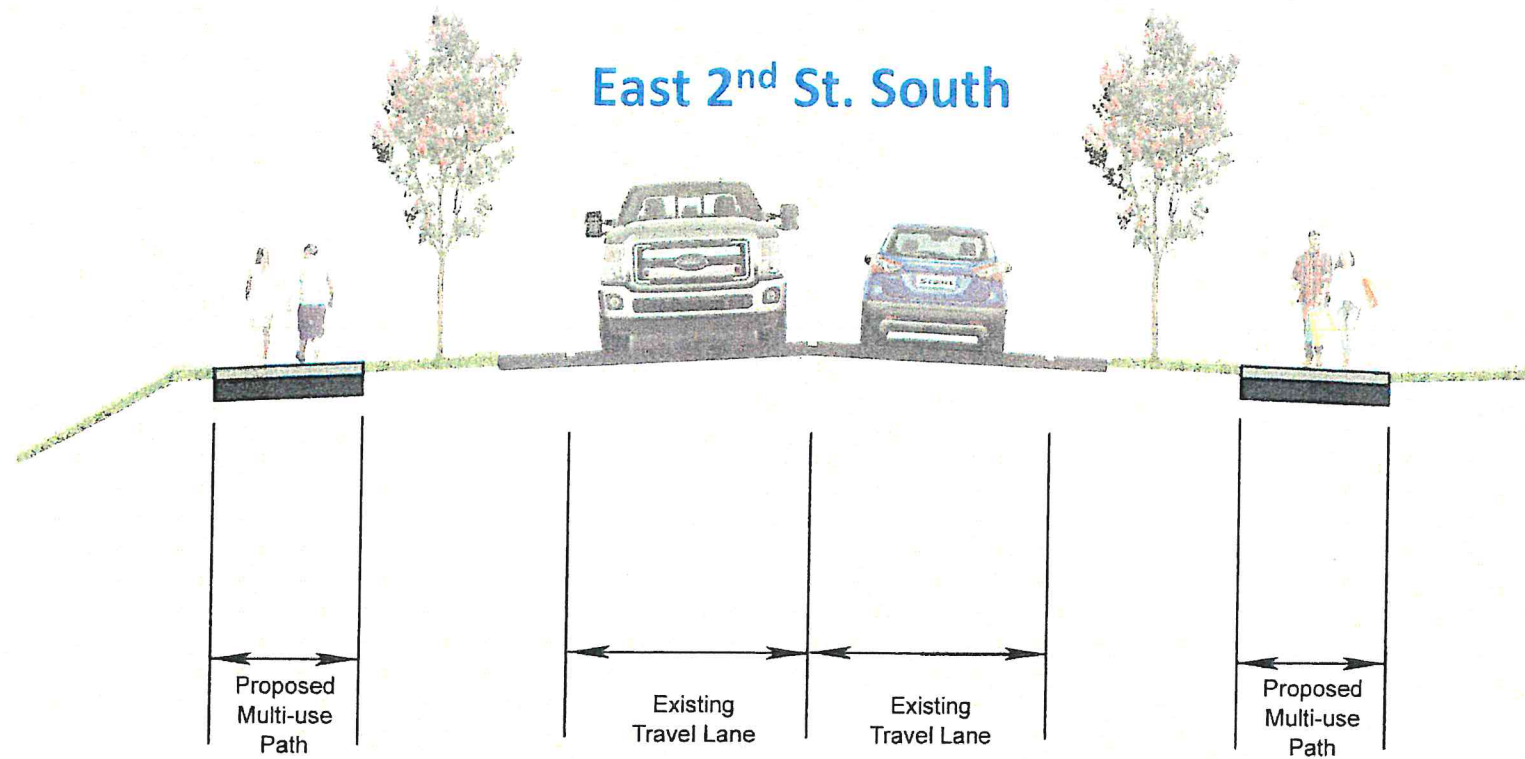 East 2nd St. South
Proposed
Multi-use
Path
Existing
Travel Lane
Existing
Travel Lane
Proposed
Multi-use
Path